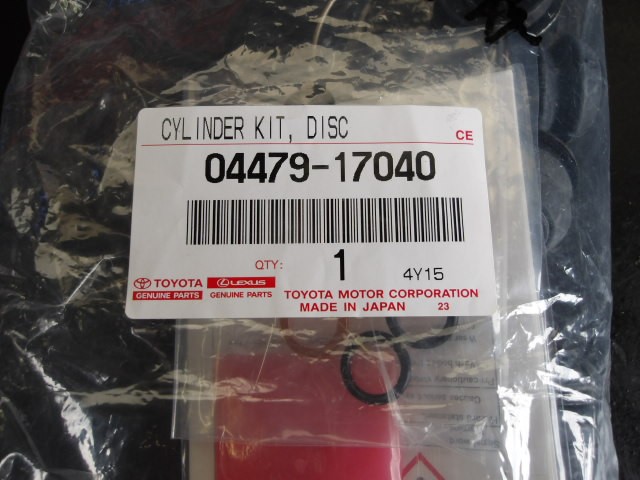 CYLINDER KIT, DISC
CE
04479-17040
QTY: 1 4Y15
TOYOTA LEXUS
GENUINE PARTS GENUINE PARTS
TOYOTA MOTOR CORPORATION
MADE IN JAPAN 23